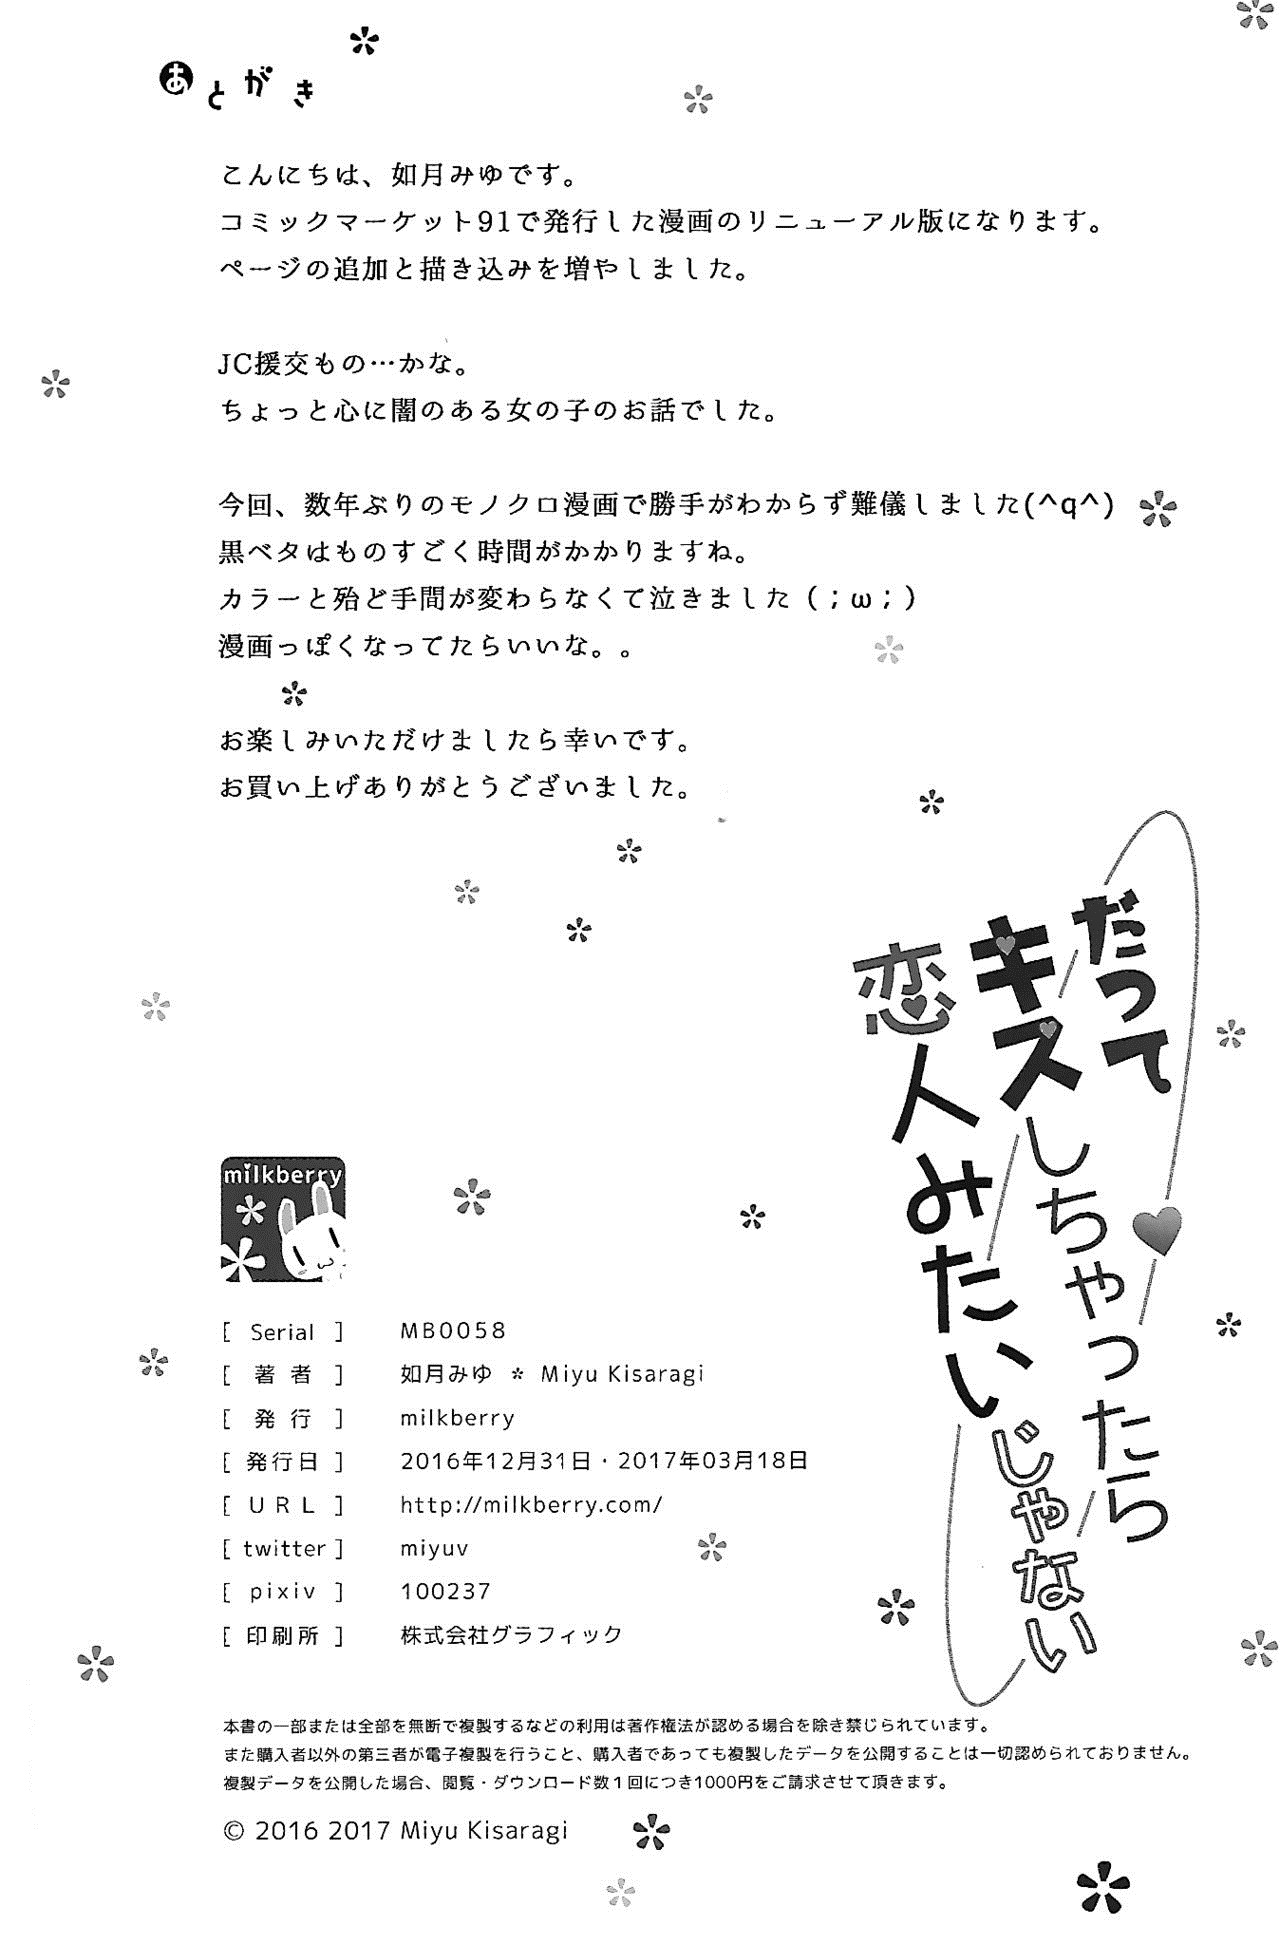 あとがき
こんにちは、如月みゆです。
コミックマーケット91で発行した漫画のリニューアル版になります。
ページの追加と描き込みを増やしました。
JC援交もの…かな。
ちょっと心に闇のある女の子のお話でした。
今回、数年ぶりのモノクロ漫画で勝手がわからず難儀しました(^q^)
黒ベタはものすごく時間がかかりますね。
カラーと殆ど手間が変わらなくて泣きました（；ω；）
漫画っぽくなってたらいいな。。
お楽しみいただけましたら幸いです。
お買い上げありがとうございました。
だって
キスしちゃったら
恋人みたいじゃない
milkberry
[ Serial ] MB0058
[ 著者 ] 如月みゆ * Miyu Kisaragi
[ 発行 ] milkberry
[ 発行日 ] 2016年12月31日・2017年03月18日
[ URL ] http://milkberry.com/
[ twitter ] miyuv
[ pixiv ] 100237
[ 印刷所 ] 株式会社グラフィック
本書の一部または全部を無断で複製するなどの利用は著作権法が認める場合を除き禁じられています。
また購入者以外の第三者が電子複製を行うこと、購入者であっても複製したデータを公開することは一切認められておりません。
複製データを公開した場合、閲覧・ダウンロード数１回につき1000円をご請求させて頂きます。
© 2016 2017 Miyu Kisaragi